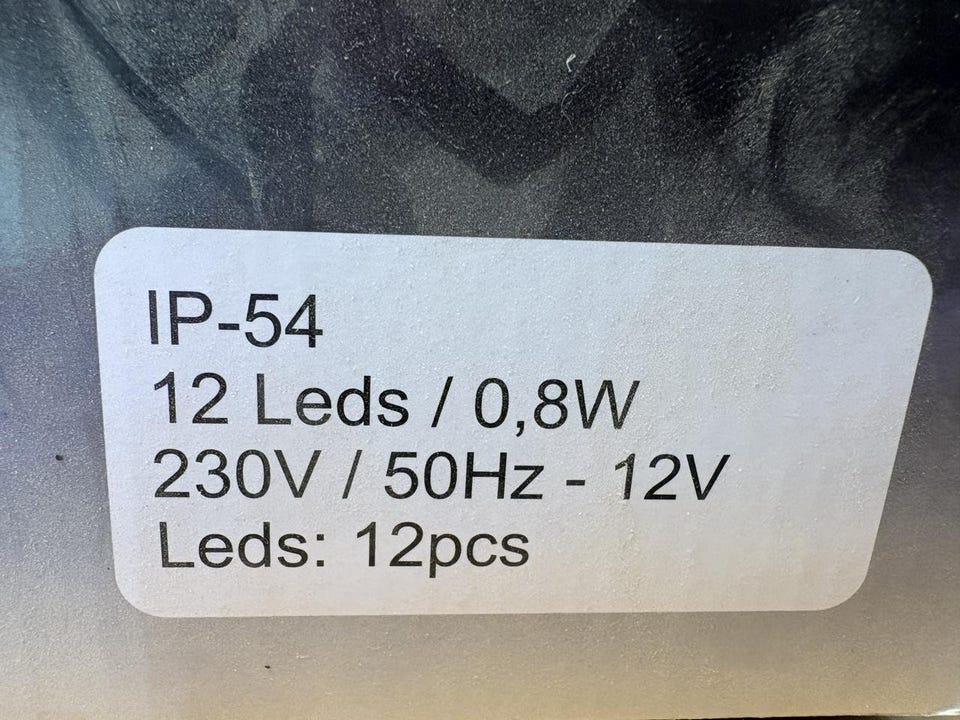 IP-54
12 Leds / 0,8W
230V / 50Hz - 12V
Leds: 12pcs